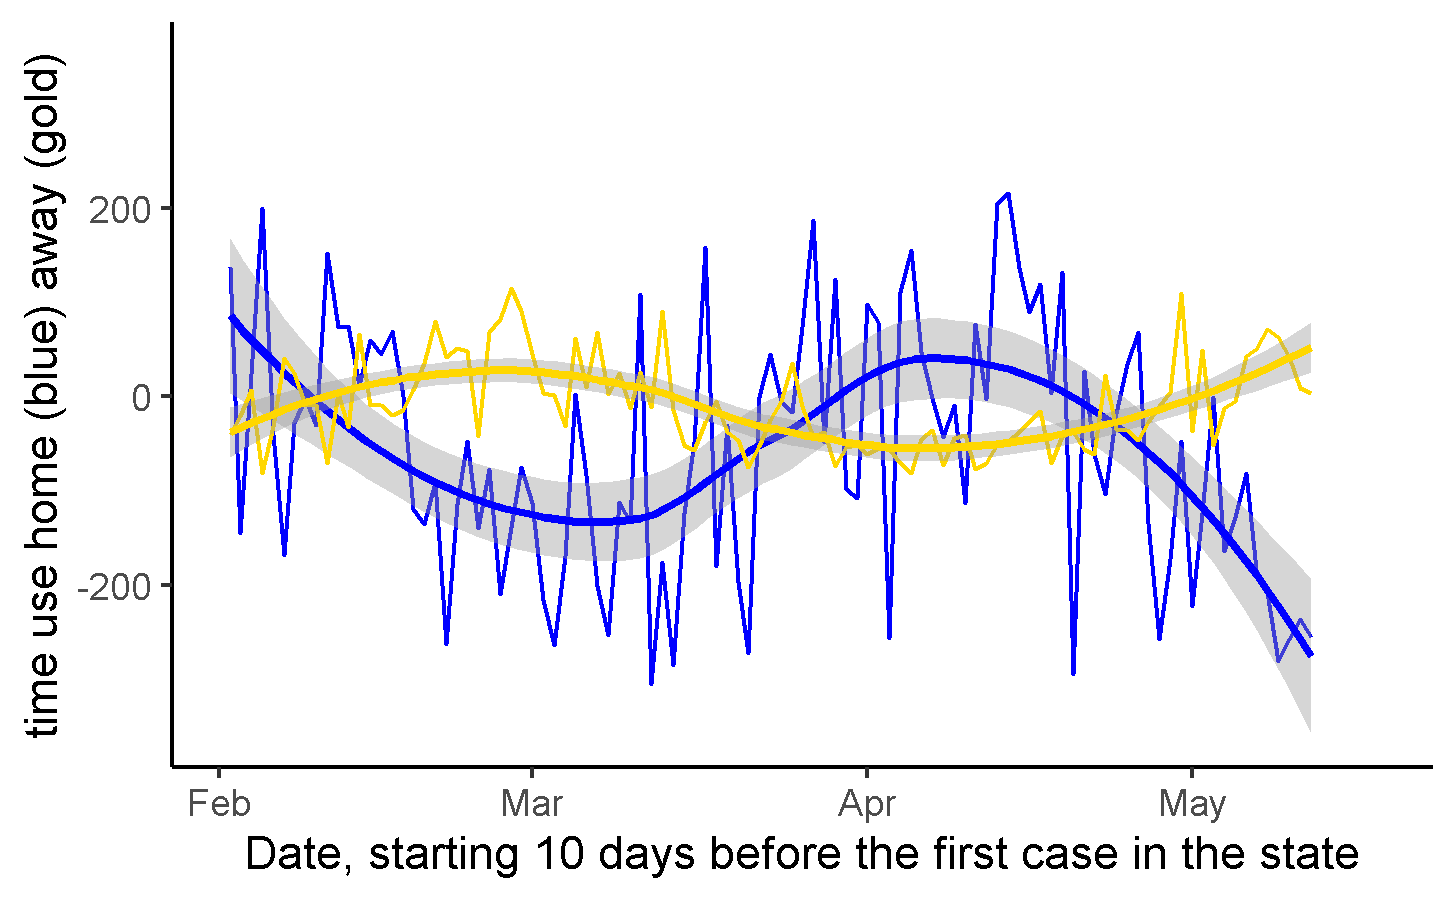 time use home (blue) away (gold)
200
0
-200
Feb Mar Apr May
Date, starting 10 days before the first case in the state